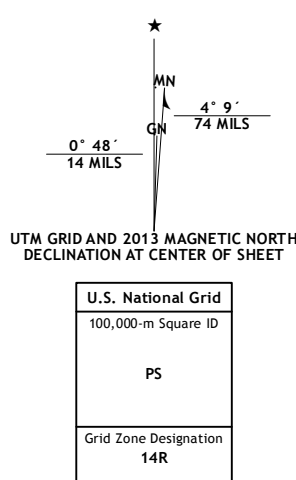 ★
MN
4° 9´
74 MILS
GN
0° 48´
14 MILS
UTM GRID AND 2013 MAGNETIC NORTH
DECLINATION AT CENTER OF SHEET
U.S. National Grid
100,000-m Square ID
PS
Grid Zone Designation
14R